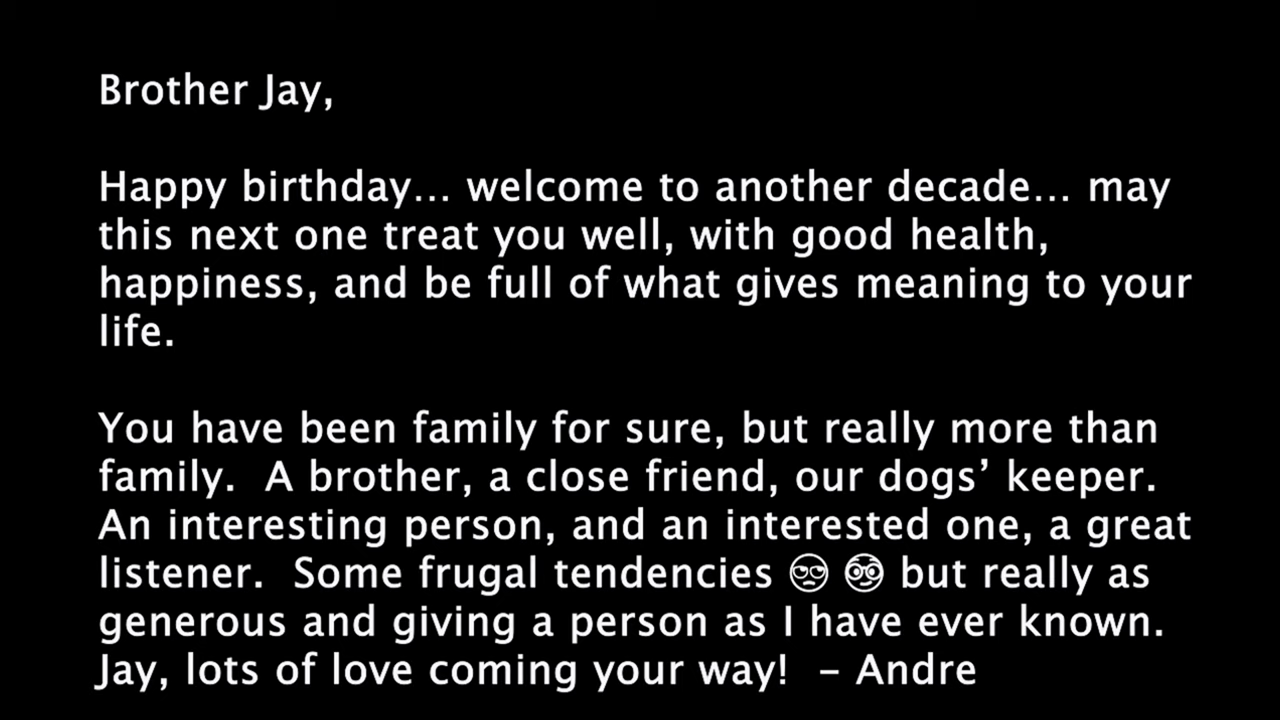 Brother Jay,
Happy birthday... welcome to another decade... may
this next one treat you well, with good health,
happiness, and be full of what gives meaning to your
life.
You have been family for sure, but really more than
family.  A brother, a close friend, our dogs’ keeper.
An interesting person, and an interested one, a great
listener.  Some frugal tendencies 😒 🤓 but really as
generous and giving a person as I have ever known.
Jay, lots of love coming your way!  – Andre